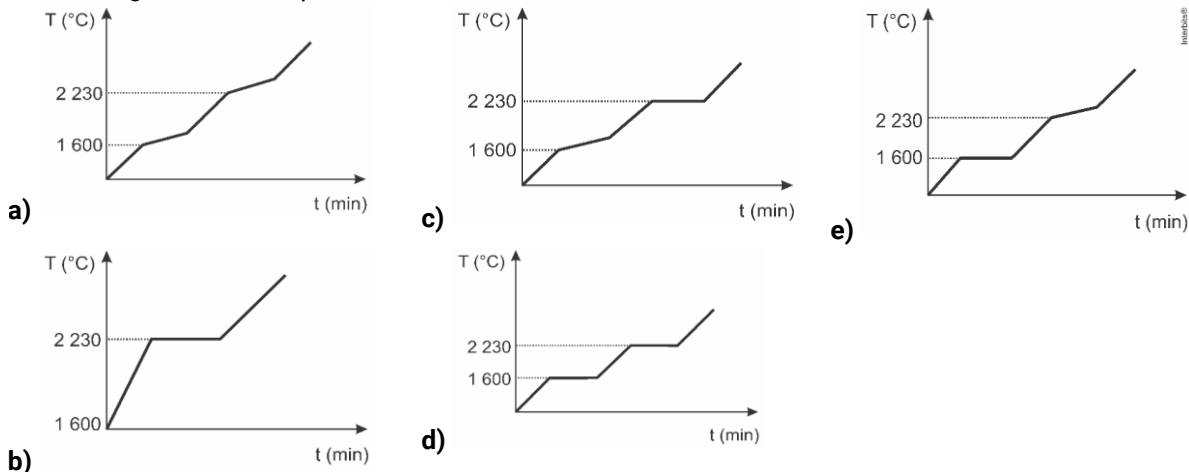 T (°C)
2 230
1 600
t (min)
a)
T (°C)
2 230
1 600
t (min)
c)
T (°C)
2 230
1 600
t (min)
e)
Interbits®
T (°C)
2 230
1 600
t (min)
b)
T (°C)
2 230
1 600
t (min)
d)